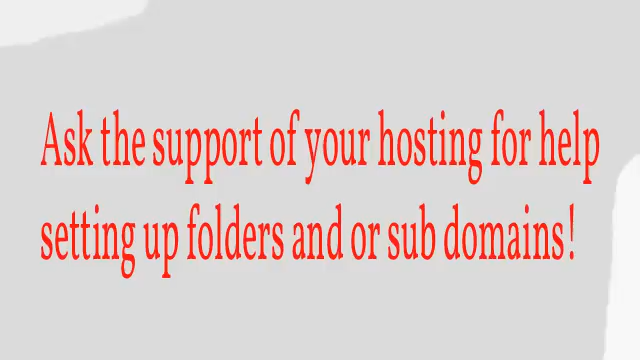 Ask the support of your hosting for help
setting up folders and or sub domains!